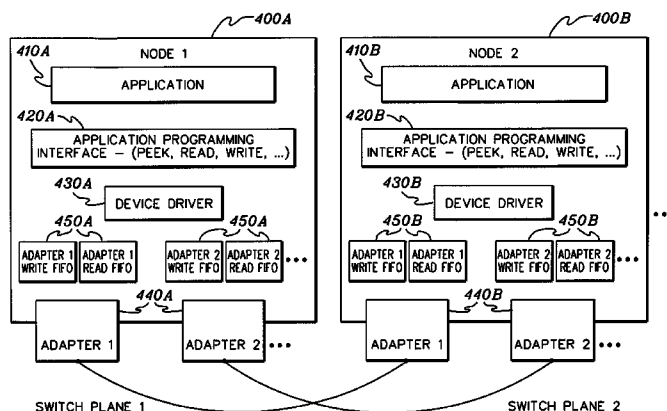 400A
400B
410A
NODE 1
410B
NODE 2
APPLICATION
APPLICATION
420A
420B
APPLICATION PROGRAMMING
INTERFACE - (PEEK, READ, WRITE, ...)
APPLICATION PROGRAMMING
INTERFACE - (PEEK, READ, WRITE, ...)
430A
DEVICE DRIVER
430B
DEVICE DRIVER
450A
450A
450B
450B
ADAPTER 1
WRITE FIFO
ADAPTER 1
READ FIFO
ADAPTER 2
WRITE FIFO
ADAPTER 2
READ FIFO
ADAPTER 1
WRITE FIFO
ADAPTER 1
READ FIFO
ADAPTER 2
WRITE FIFO
ADAPTER 2
READ FIFO
440A
440B
ADAPTER 1
ADAPTER 2
ADAPTER 1
ADAPTER 2
SWITCH PLANE 1
SWITCH PLANE 2